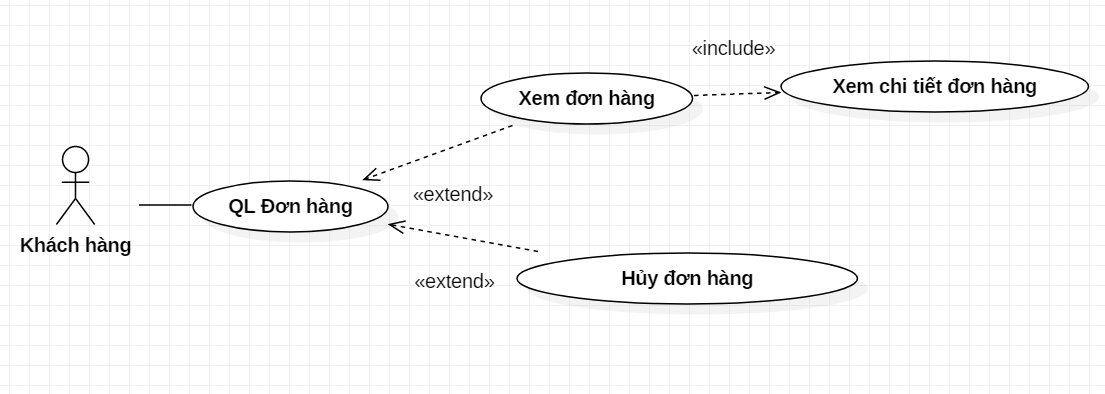 «include»
Xem đơn hàng
Xem chi tiết đơn hàng
«extend»
QL Đơn hàng
Khách hàng
«extend»
Hủy đơn hàng